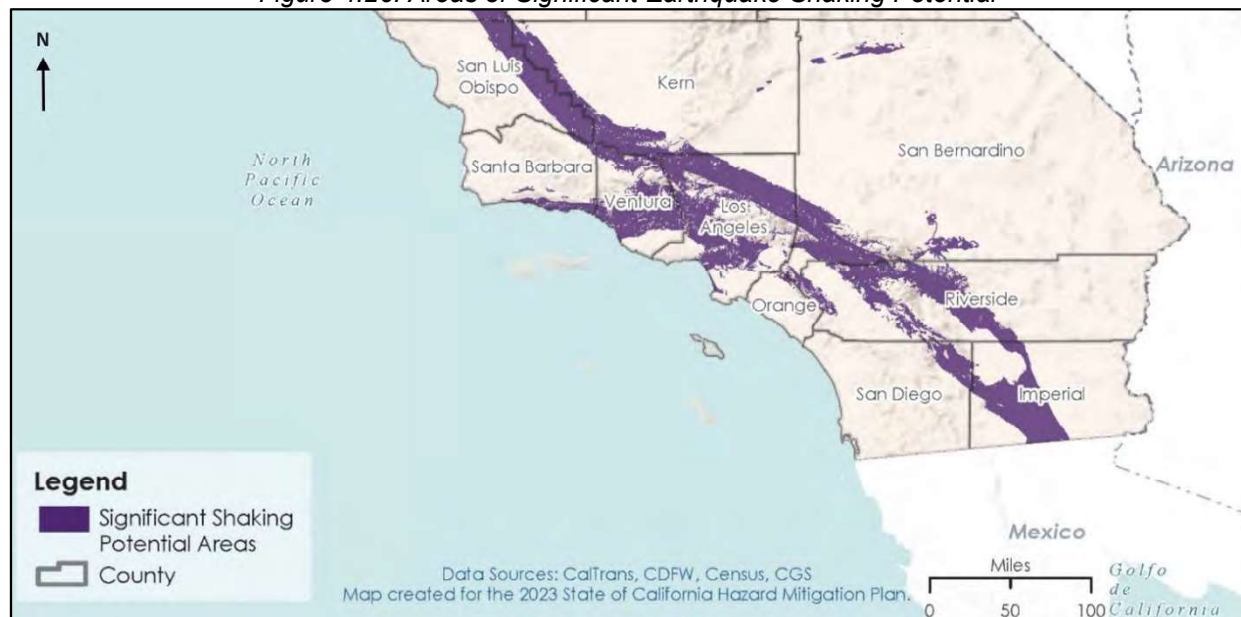 Figure 4.26: Areas of Significant Earthquake Shaking Potential
N
San Luis
Obispo
Kern
San Bernardino
Arizona
North
Pacific
Ocean
Santa Barbara
Ventura
Los
Angeles
Orange
Riverside
San Diego
Imperial
Legend
Significant Shaking
Potential Areas
County
Data Sources: CalTrans, CDFW, Census, CGS
Map created for the 2023 State of California Hazard Mitigation Plan.
Mexico
Miles
0 50 100
Golfo
de
California